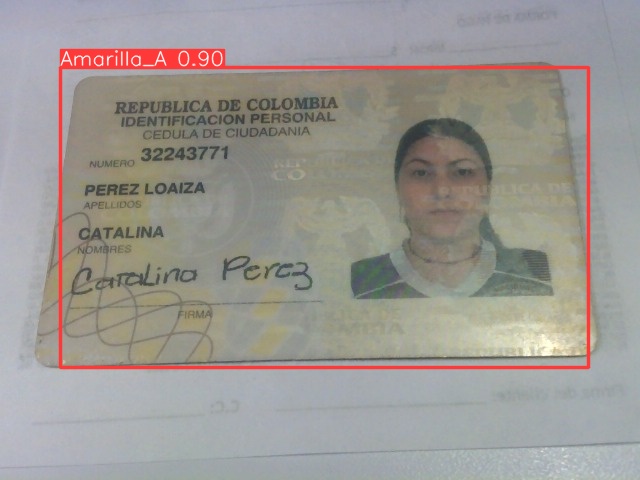 Amarilla_A 0.90
REPUBLICA DE COLOMBIA
IDENTIFICACION PERSONAL
CEDULA DE CIUDADANIA
NUMERO 32243771
PEREZ LOAIZA
APELLIDOS
CATALINA
NOMBRES
Catalina Perez
FIRMA